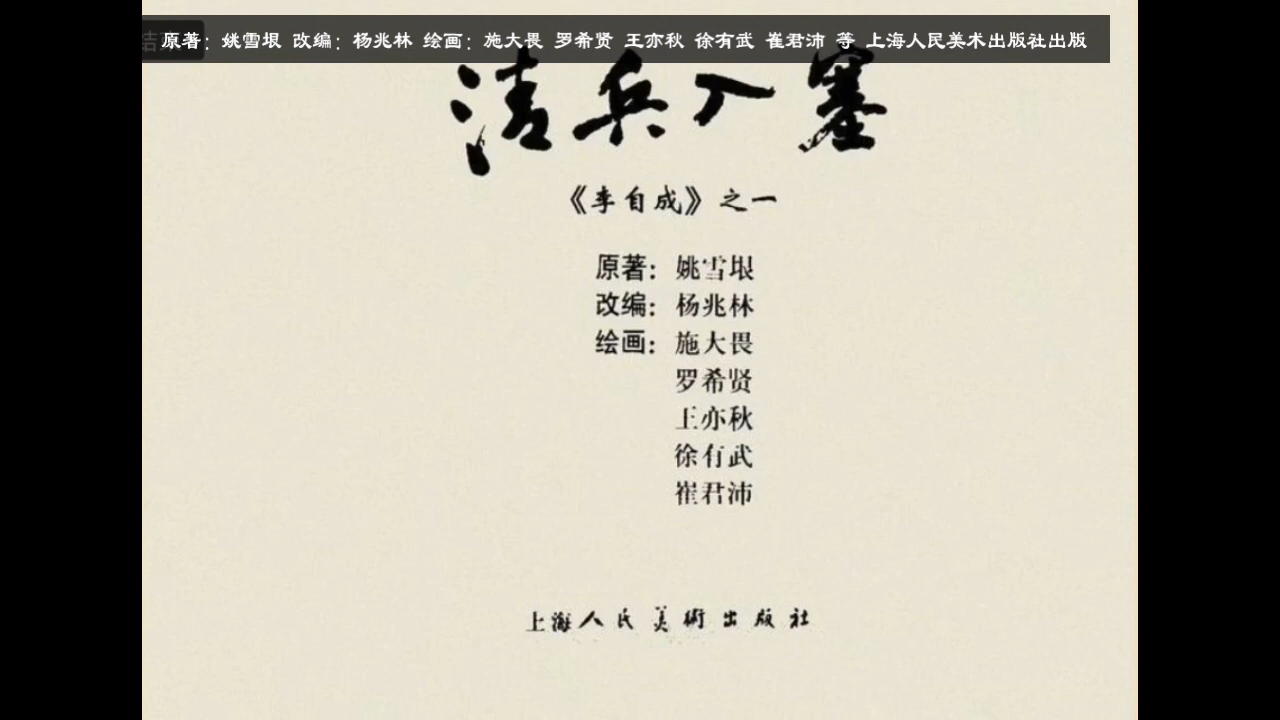 原著：姚雪垠 改编：杨兆林 绘画：施大畏 罗希贤 王亦秋 徐有武 崔君沛 等 上海人民美术出版社出版
清兵入塞
《李自成》之一
原著：姚雪垠
改编：杨兆林
绘画：施大畏
罗希贤
王亦秋
徐有武
崔君沛
上海人民美術出版社